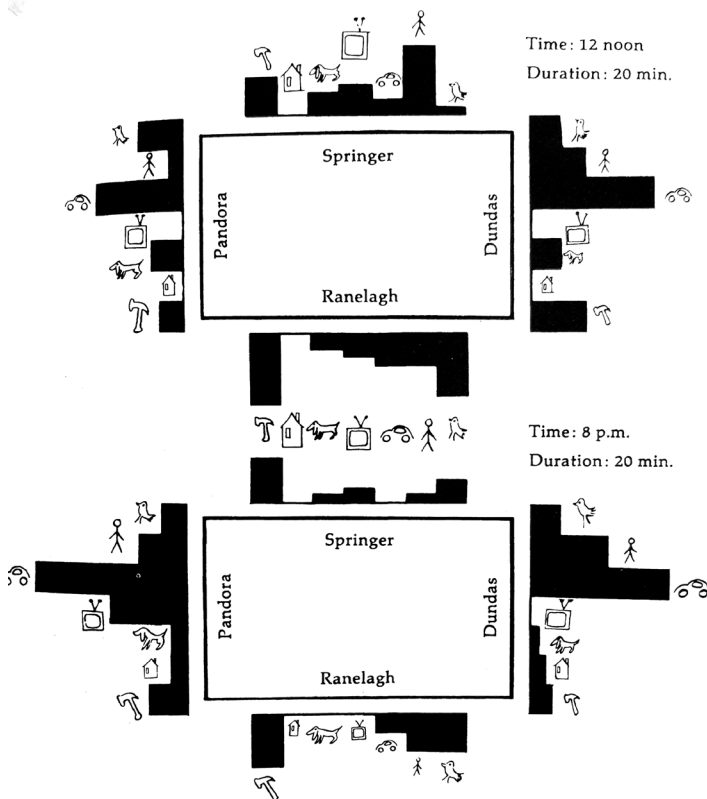 Time: 12 noon
Duration: 20 min.
Springer
Pandora
Dundas
Ranelagh
Time: 8 p.m.
Duration: 20 min.
Springer
Pandora
Dundas
Ranelagh